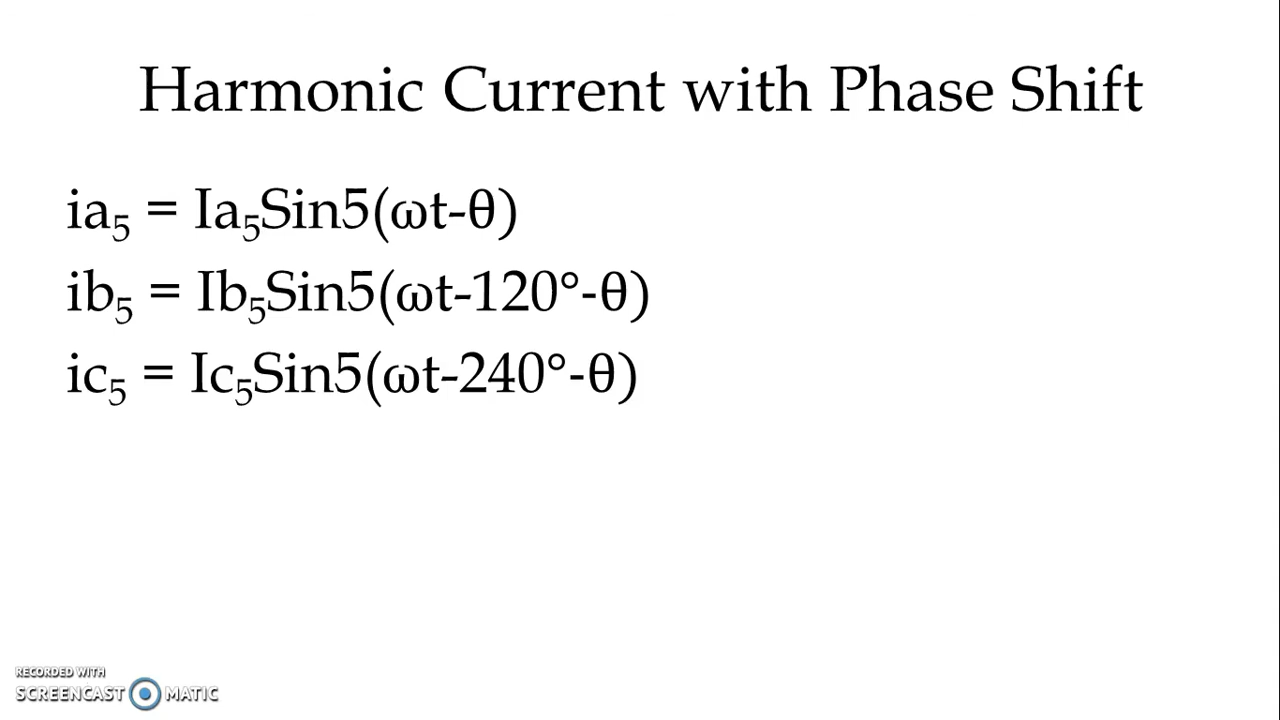 Harmonic Current with Phase Shift
ia₅ = Ia₅Sin5(ωt-θ)
ib₅ = Ib₅Sin5(ωt-120°-θ)
ic₅ = Ic₅Sin5(ωt-240°-θ)
RECORDED WITH
SCREENCAST MATIC